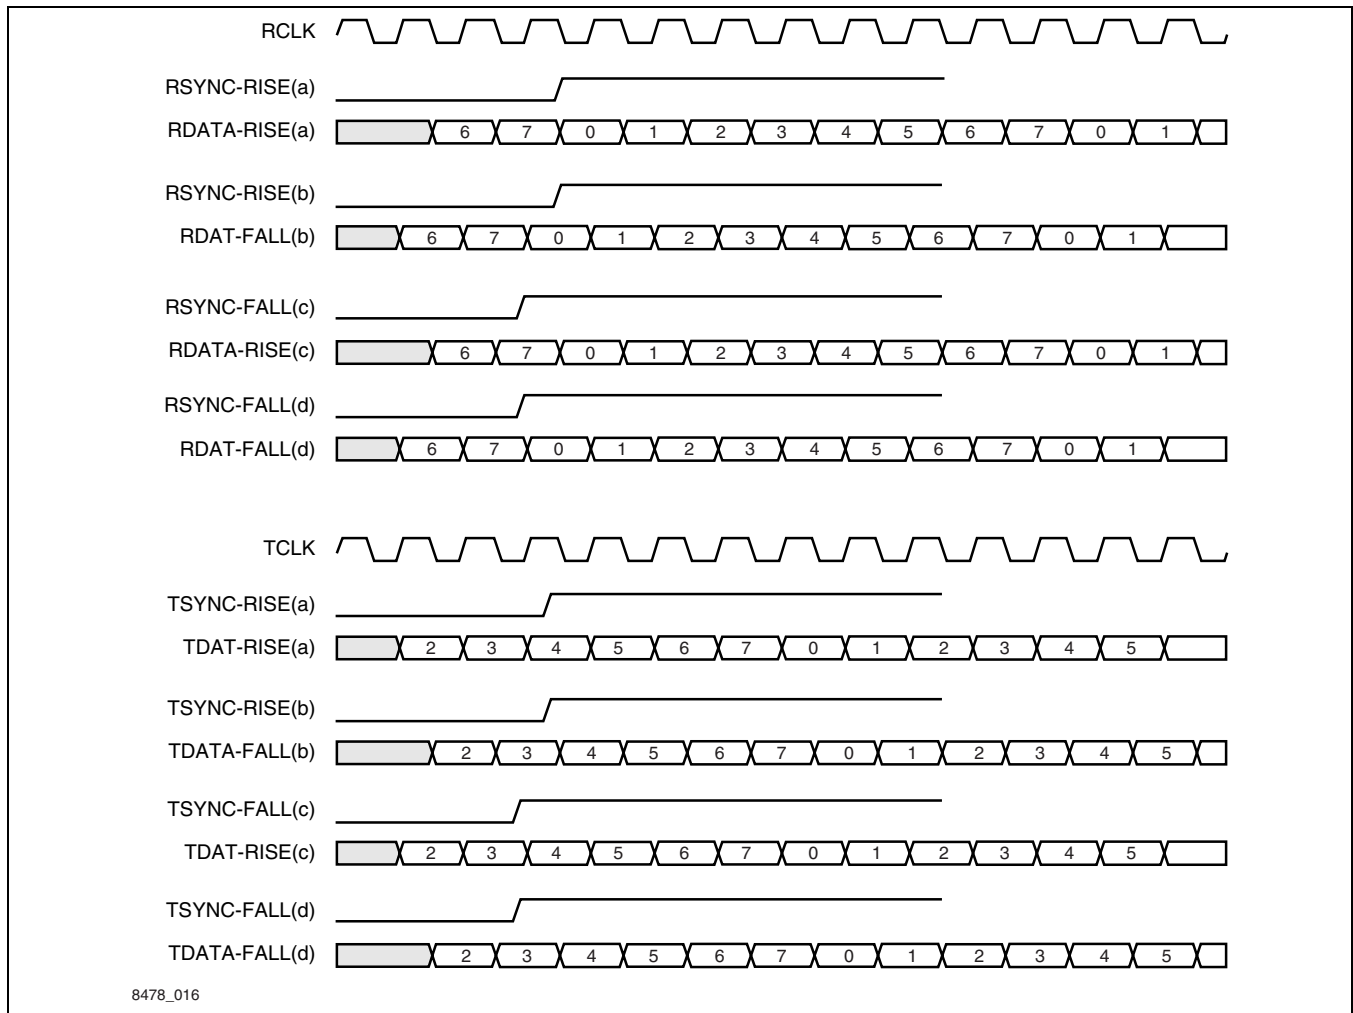 RCLK
RSYNC-RISE(a)
RDATA-RISE(a) 6 7 0 1 2 3 4 5 6 7 0 1
RSYNC-RISE(b)
RDAT-FALL(b) 6 7 0 1 2 3 4 5 6 7 0 1
RSYNC-FALL(c)
RDATA-RISE(c) 6 7 0 1 2 3 4 5 6 7 0 1
RSYNC-FALL(d)
RDAT-FALL(d) 6 7 0 1 2 3 4 5 6 7 0 1
TCLK
TSYNC-RISE(a)
TDAT-RISE(a) 2 3 4 5 6 7 0 1 2 3 4 5
TSYNC-RISE(b)
TDATA-FALL(b) 2 3 4 5 6 7 0 1 2 3 4 5
TSYNC-FALL(c)
TDAT-RISE(c) 2 3 4 5 6 7 0 1 2 3 4 5
TSYNC-FALL(d)
TDATA-FALL(d) 2 3 4 5 6 7 0 1 2 3 4 5
8478_016